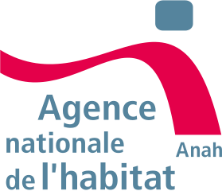 Agence
nationale
de l'habitat
Anah